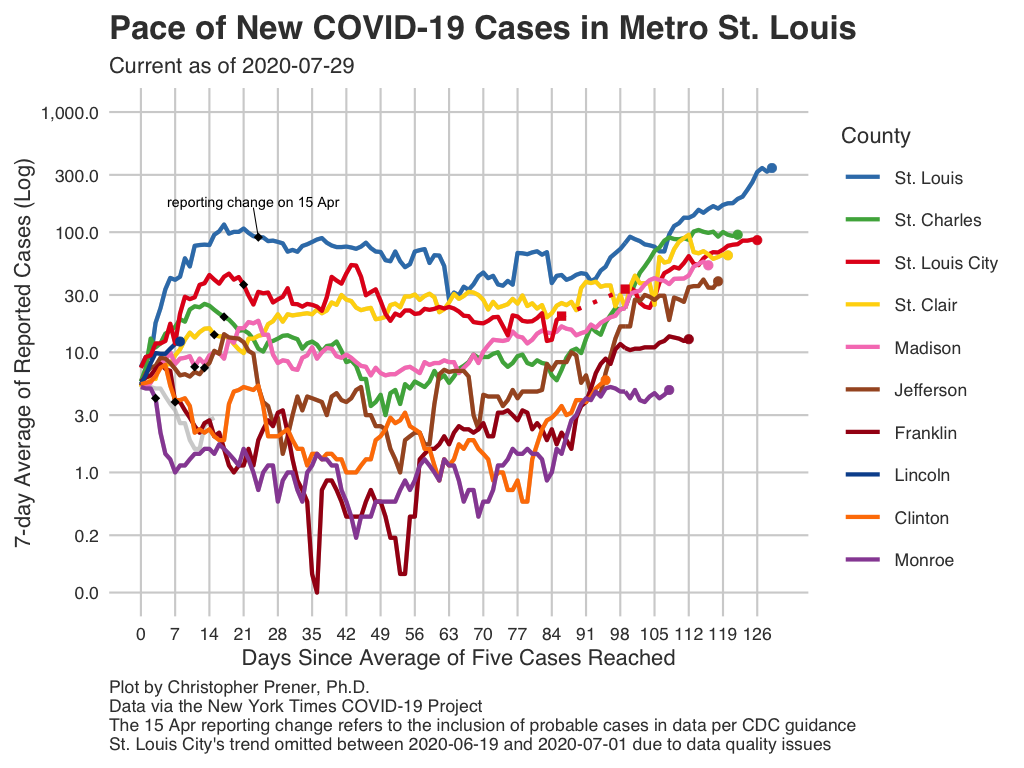 Pace of New COVID-19 Cases in Metro St. Louis
Current as of 2020-07-29
7-day Average of Reported Cases (Log)
1,000.0
300.0
100.0
30.0
10.0
3.0
1.0
0.2
0.0
reporting change on 15 Apr
0 7 14 21 28 35 42 49 56 63 70 77 84 91 98 105 112 119 126
Days Since Average of Five Cases Reached
County
St. Louis
St. Charles
St. Louis City
St. Clair
Madison
Jefferson
Franklin
Lincoln
Clinton
Monroe
Plot by Christopher Prener, Ph.D.
Data via the New York Times COVID-19 Project
The 15 Apr reporting change refers to the inclusion of probable cases in data per CDC guidance
St. Louis City's trend omitted between 2020-06-19 and 2020-07-01 due to data quality issues